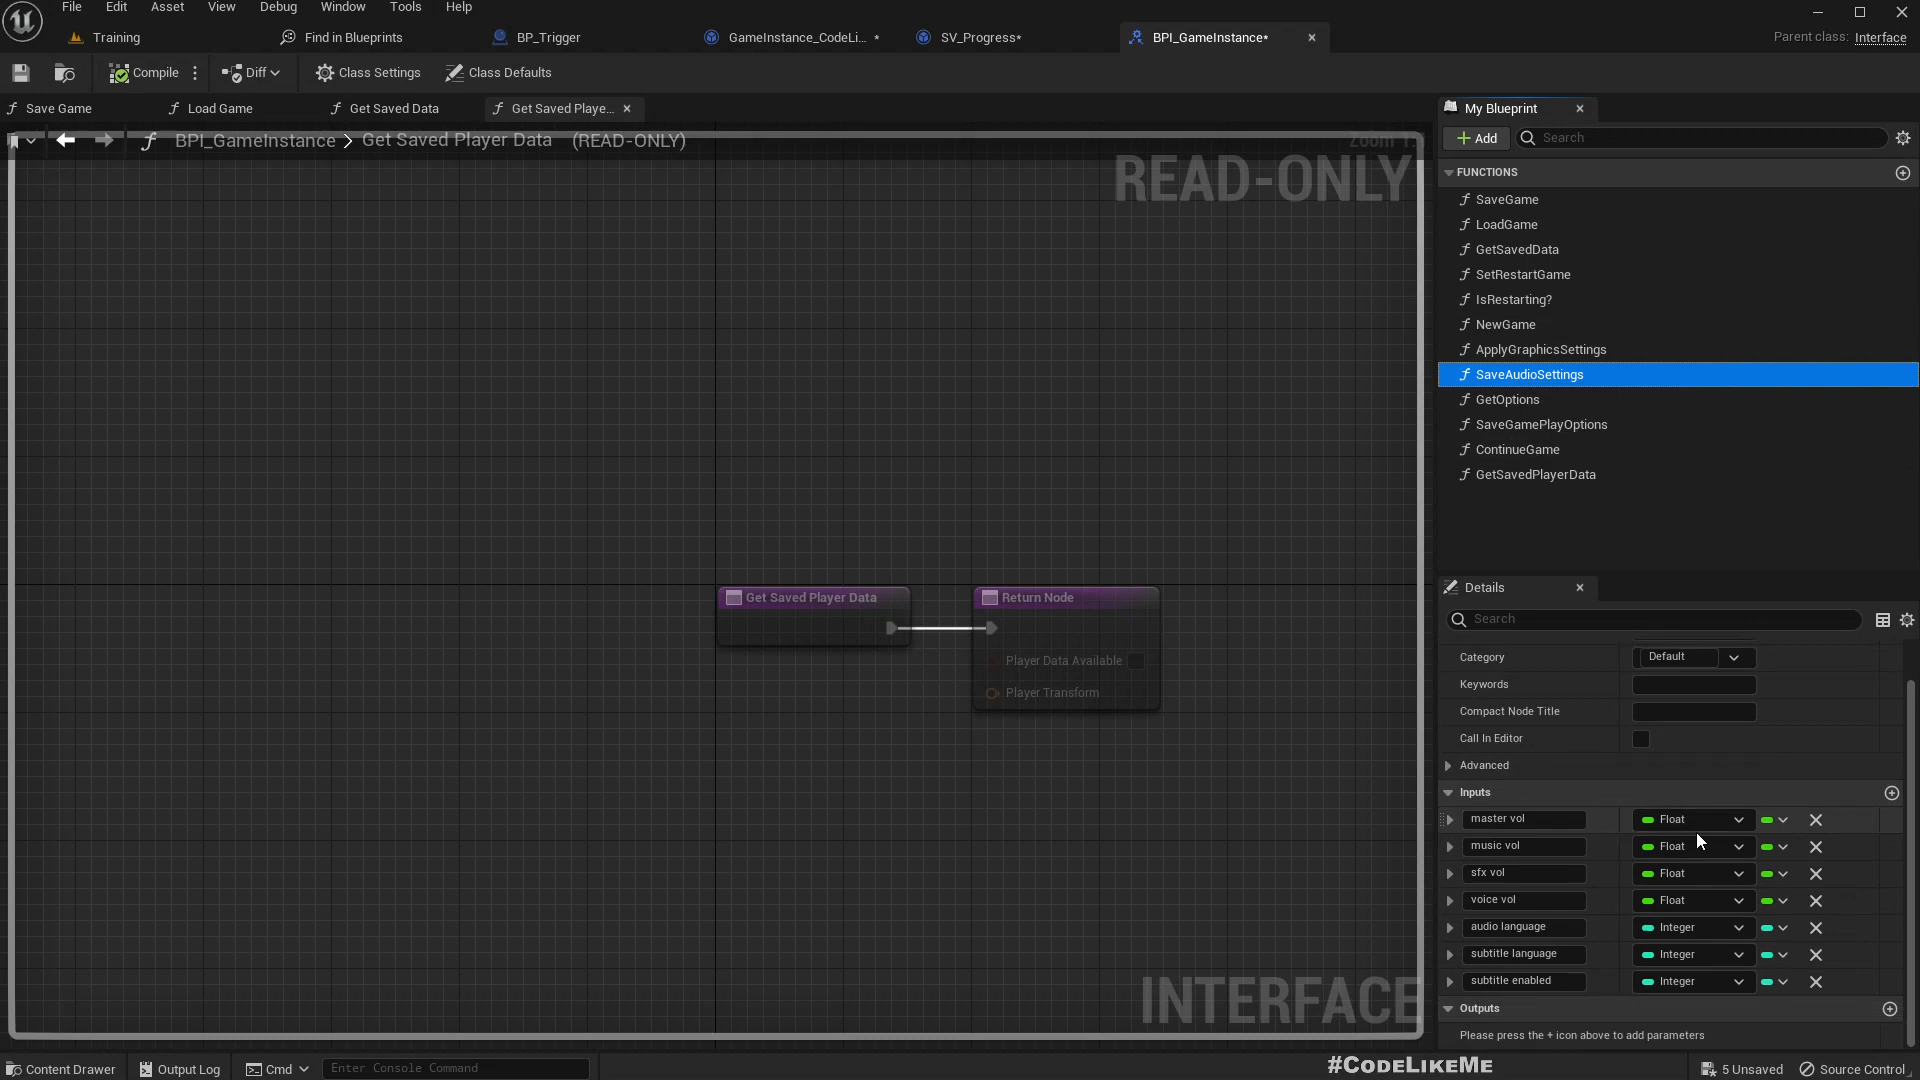 File Edit Asset View Debug Window Tools Help
Training
Find in Blueprints
BP_Trigger
GameInstance_CodeLi... *
SV_Progress*
BPI_GameInstance*
Parent class: Interface
Compile
Diff
Class Settings
Class Defaults
Save Game
Load Game
Get Saved Data
Get Saved Playe...
My Blueprint
BPI_GameInstance > Get Saved Player Data (READ-ONLY)
READ-ONLY
Add
Search
FUNCTIONS
SaveGame
LoadGame
GetSavedData
SetRestartGame
IsRestarting?
NewGame
ApplyGraphicsSettings
SaveAudioSettings
GetOptions
SaveGamePlayOptions
ContinueGame
GetSavedPlayerData
Get Saved Player Data
Return Node
Player Data Available
Player Transform
Details
Search
Category Default
Keywords
Compact Node Title
Call In Editor
Advanced
Inputs
master vol Float
music vol Float
sfx vol Float
voice vol Float
audio language Integer
subtitle language Integer
subtitle enabled Integer
Outputs
Please press the + icon above to add parameters
INTERFACE
Content Drawer
Output Log
Cmd
Enter Console Command
#CODELIKEME
5 Unsaved
Source Control